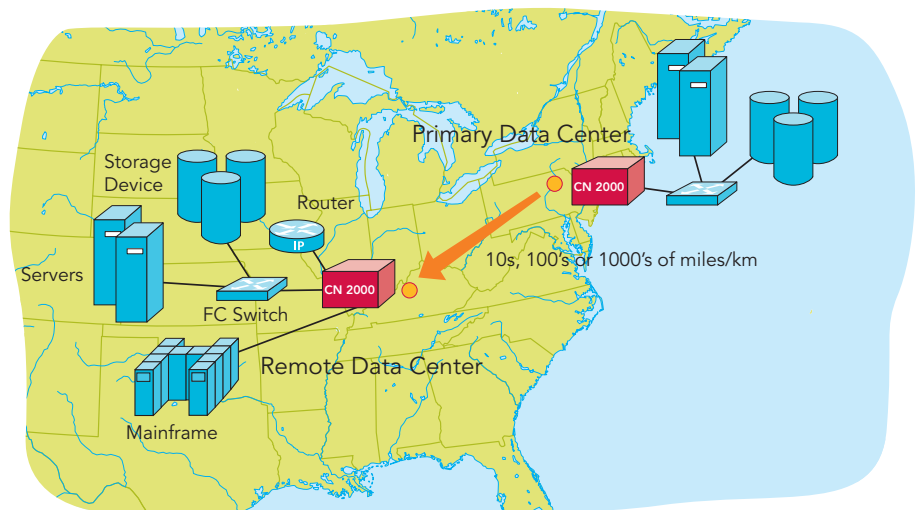 Primary Data Center
CN 2000
Storage
Device
Router
IP
10s, 100's or 1000's of miles/km
Servers
CN 2000
FC Switch
Remote Data Center
Mainframe